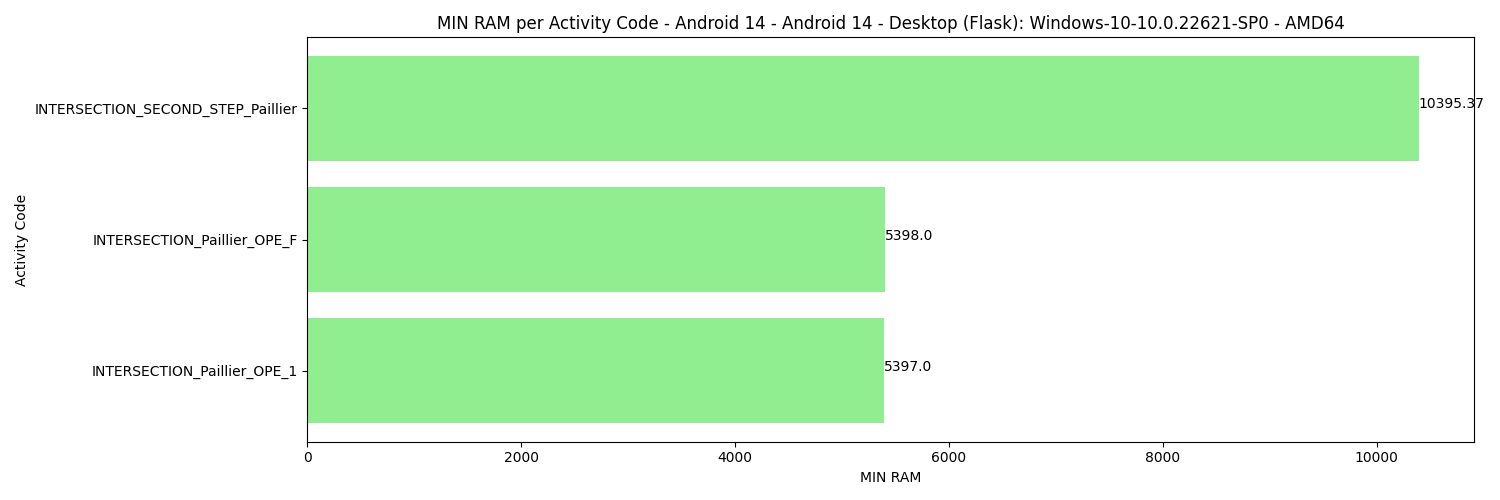 MIN RAM per Activity Code - Android 14 - Android 14 - Desktop (Flask): Windows-10-10.0.22621-SP0 - AMD64
INTERSECTION_SECOND_STEP_Paillier
10395.37
INTERSECTION_Paillier_OPE_F
5398.0
INTERSECTION_Paillier_OPE_1
5397.0
Activity Code
0 2000 4000 6000 8000 10000
MIN RAM